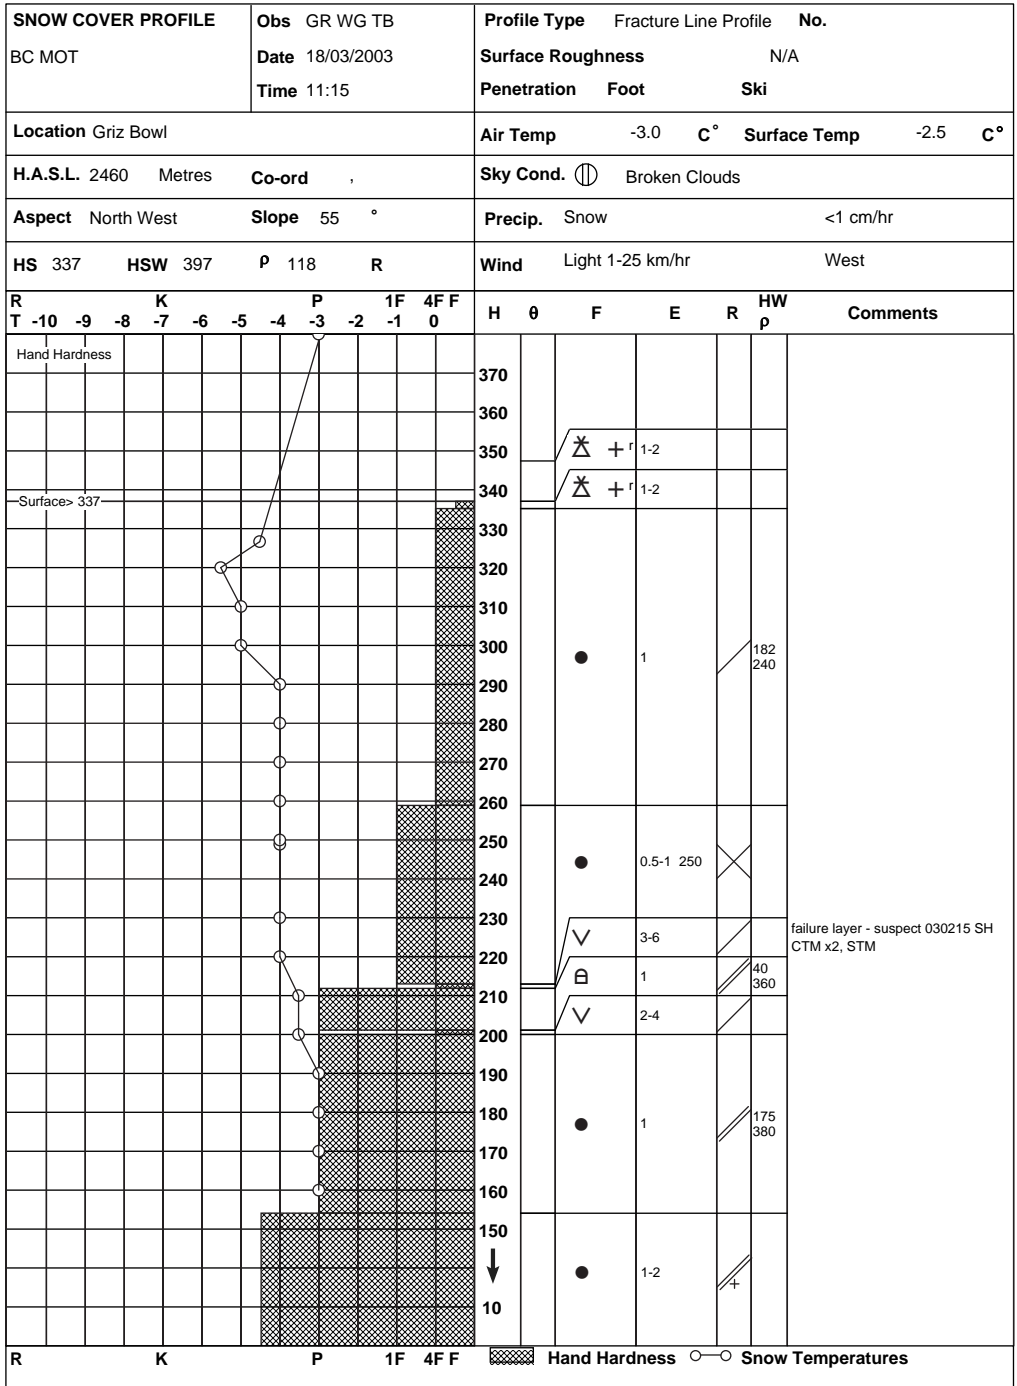 SNOW COVER PROFILE Obs GR WG TB Profile Type Fracture Line Profile No.
BC MOT Date 18/03/2003 Surface Roughness N/A
Time 11:15 Penetration Foot Ski
Location Griz Bowl Air Temp -3.0 C° Surface Temp -2.5 C°
H.A.S.L. 2460 Metres Co-ord , Sky Cond. Broken Clouds
Aspect North West Slope 55 ° Precip. Snow <1 cm/hr
HS 337 HSW 397 ρ 118 R Wind Light 1-25 km/hr West
R K P 1F 4F F
T -10 -9 -8 -7 -6 -5 -4 -3 -2 -1 0 H θ F E R HW ρ Comments
Hand Hardness
370
360
350 + r 1-2
340 + r 1-2
Surface> 337
330
320
310
300
1 182
240
290
280
270
260
250
0.5-1 250
240
230
failure layer - suspect 030215 SH
3-6
CTM x2, STM
220
1 40
360
210
2-4
200
190
180
1 175
380
170
160
150
1-2 +
10
R K P 1F 4F F Hand Hardness Snow Temperatures